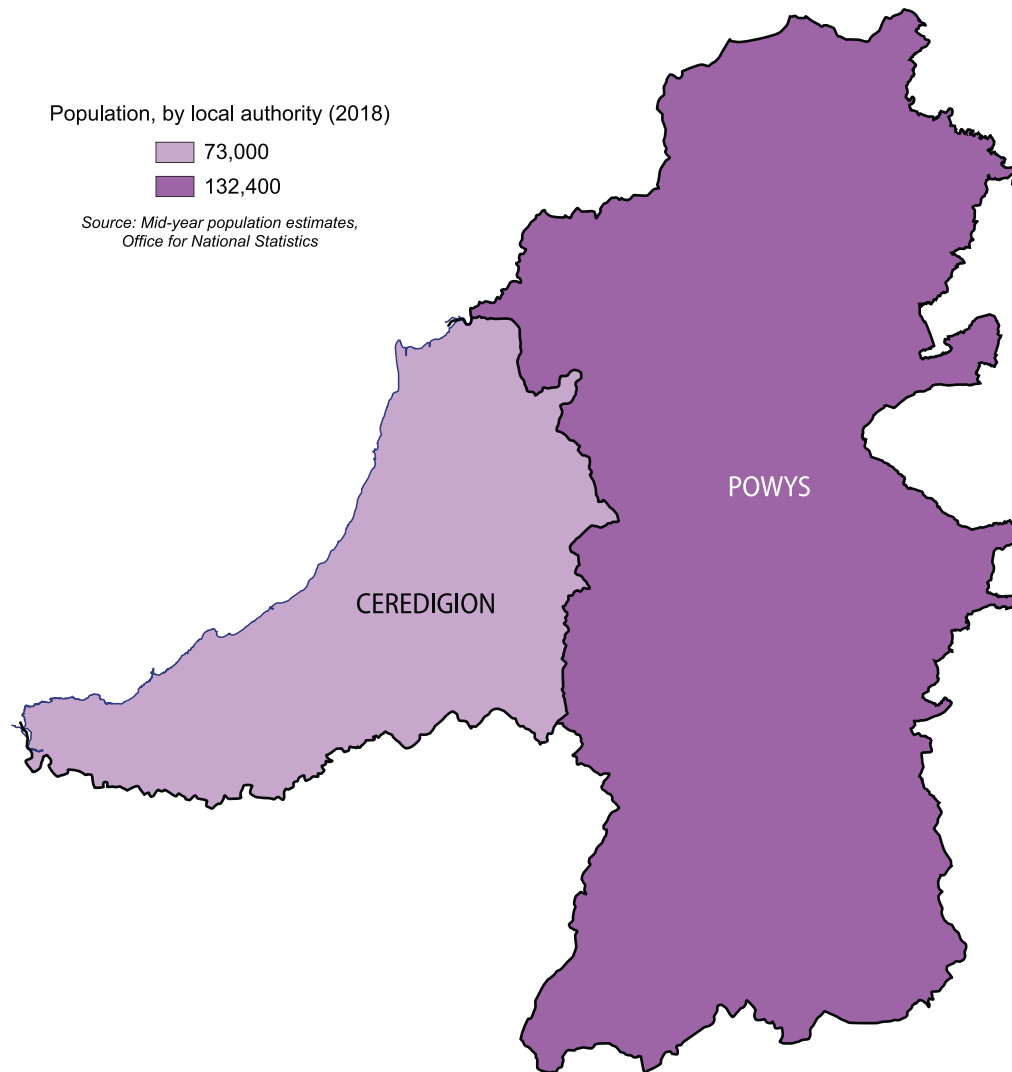 Population, by local authority (2018)
73,000
132,400
Source: Mid-year population estimates,
Office for National Statistics
POWYS
CEREDIGION